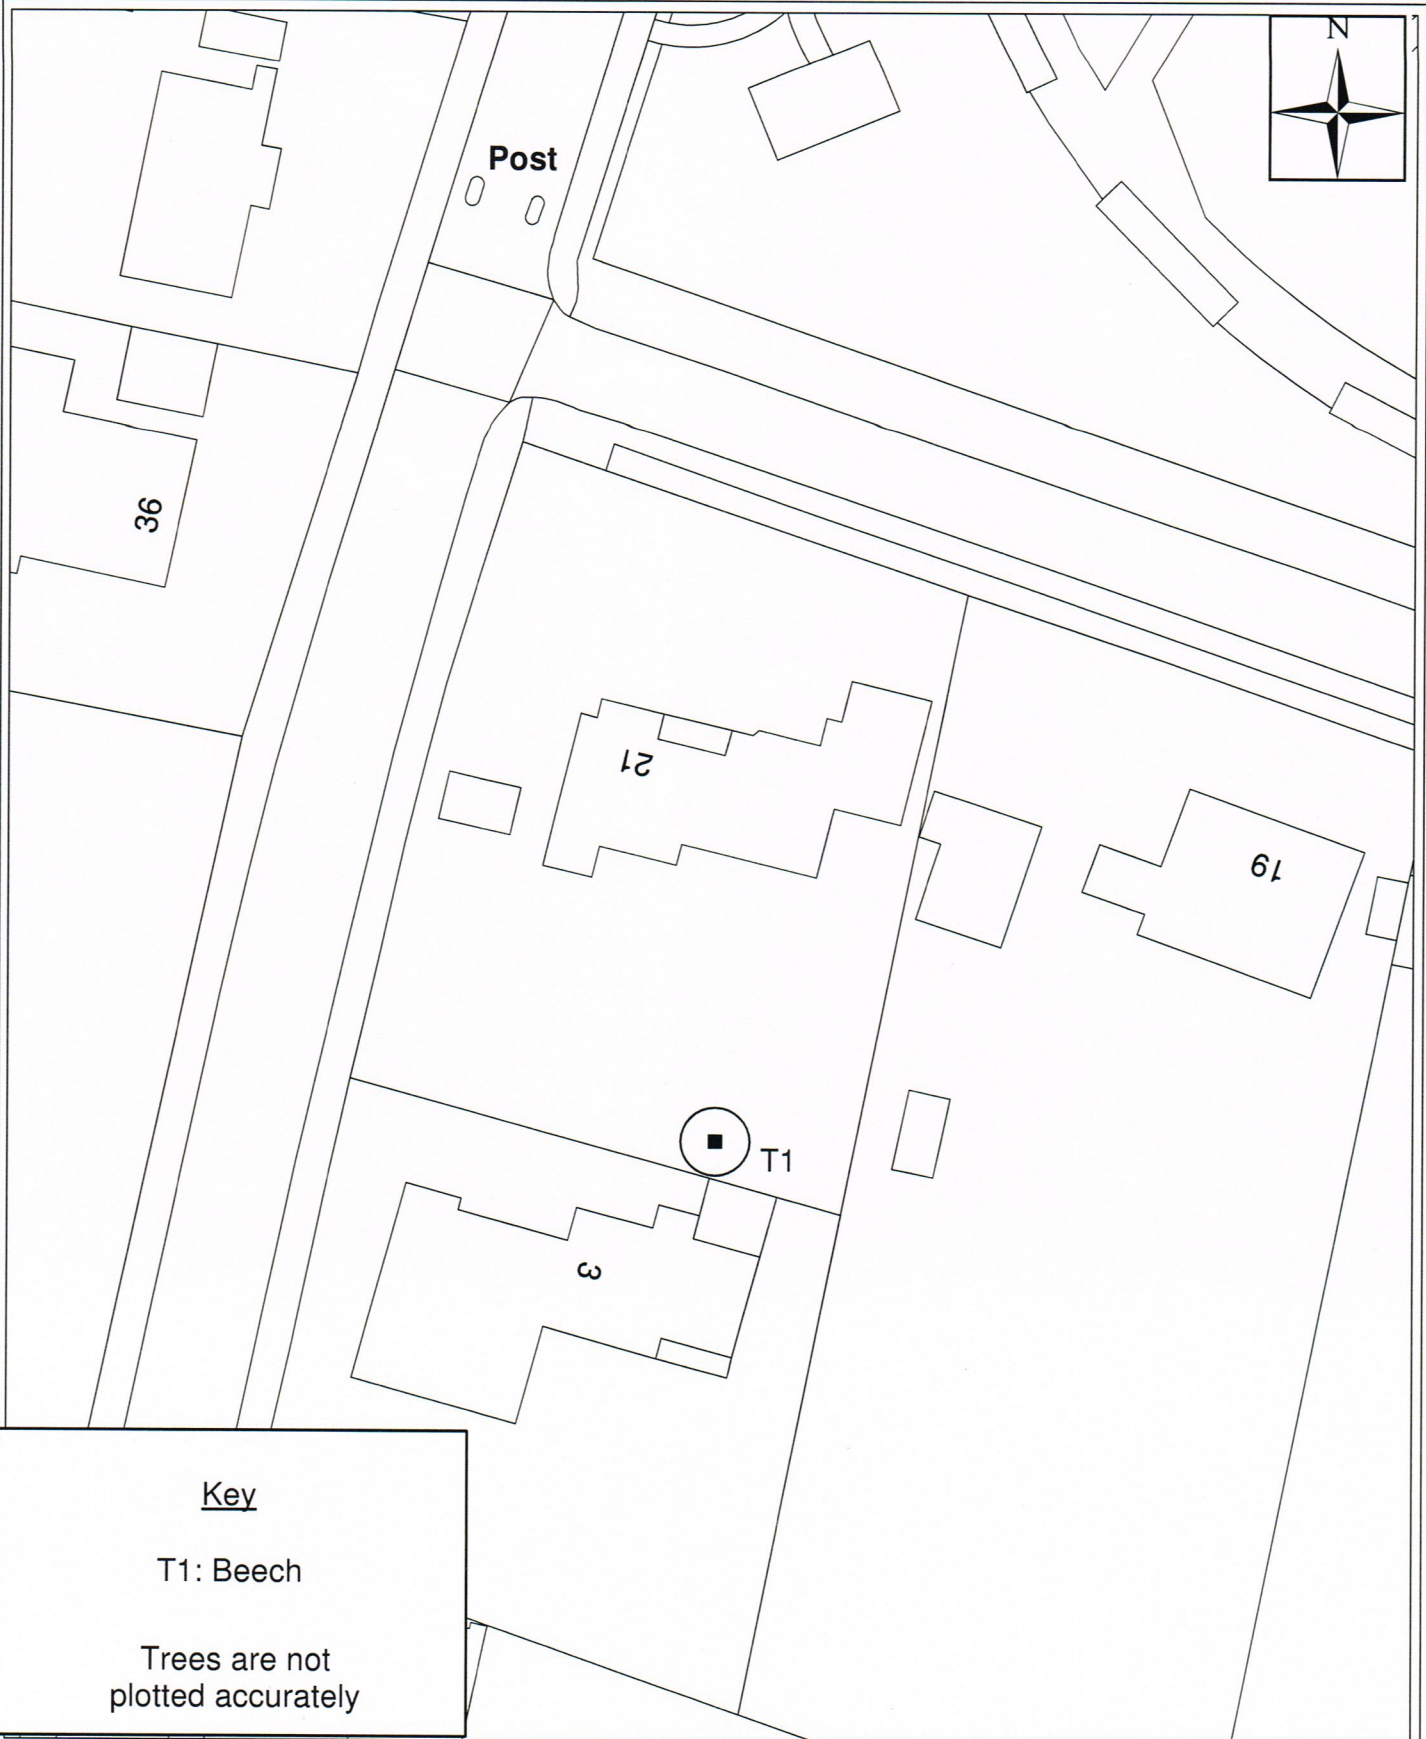 N
Post
36
21
19
T1
3
Key
T1: Beech
Trees are not
plotted accurately